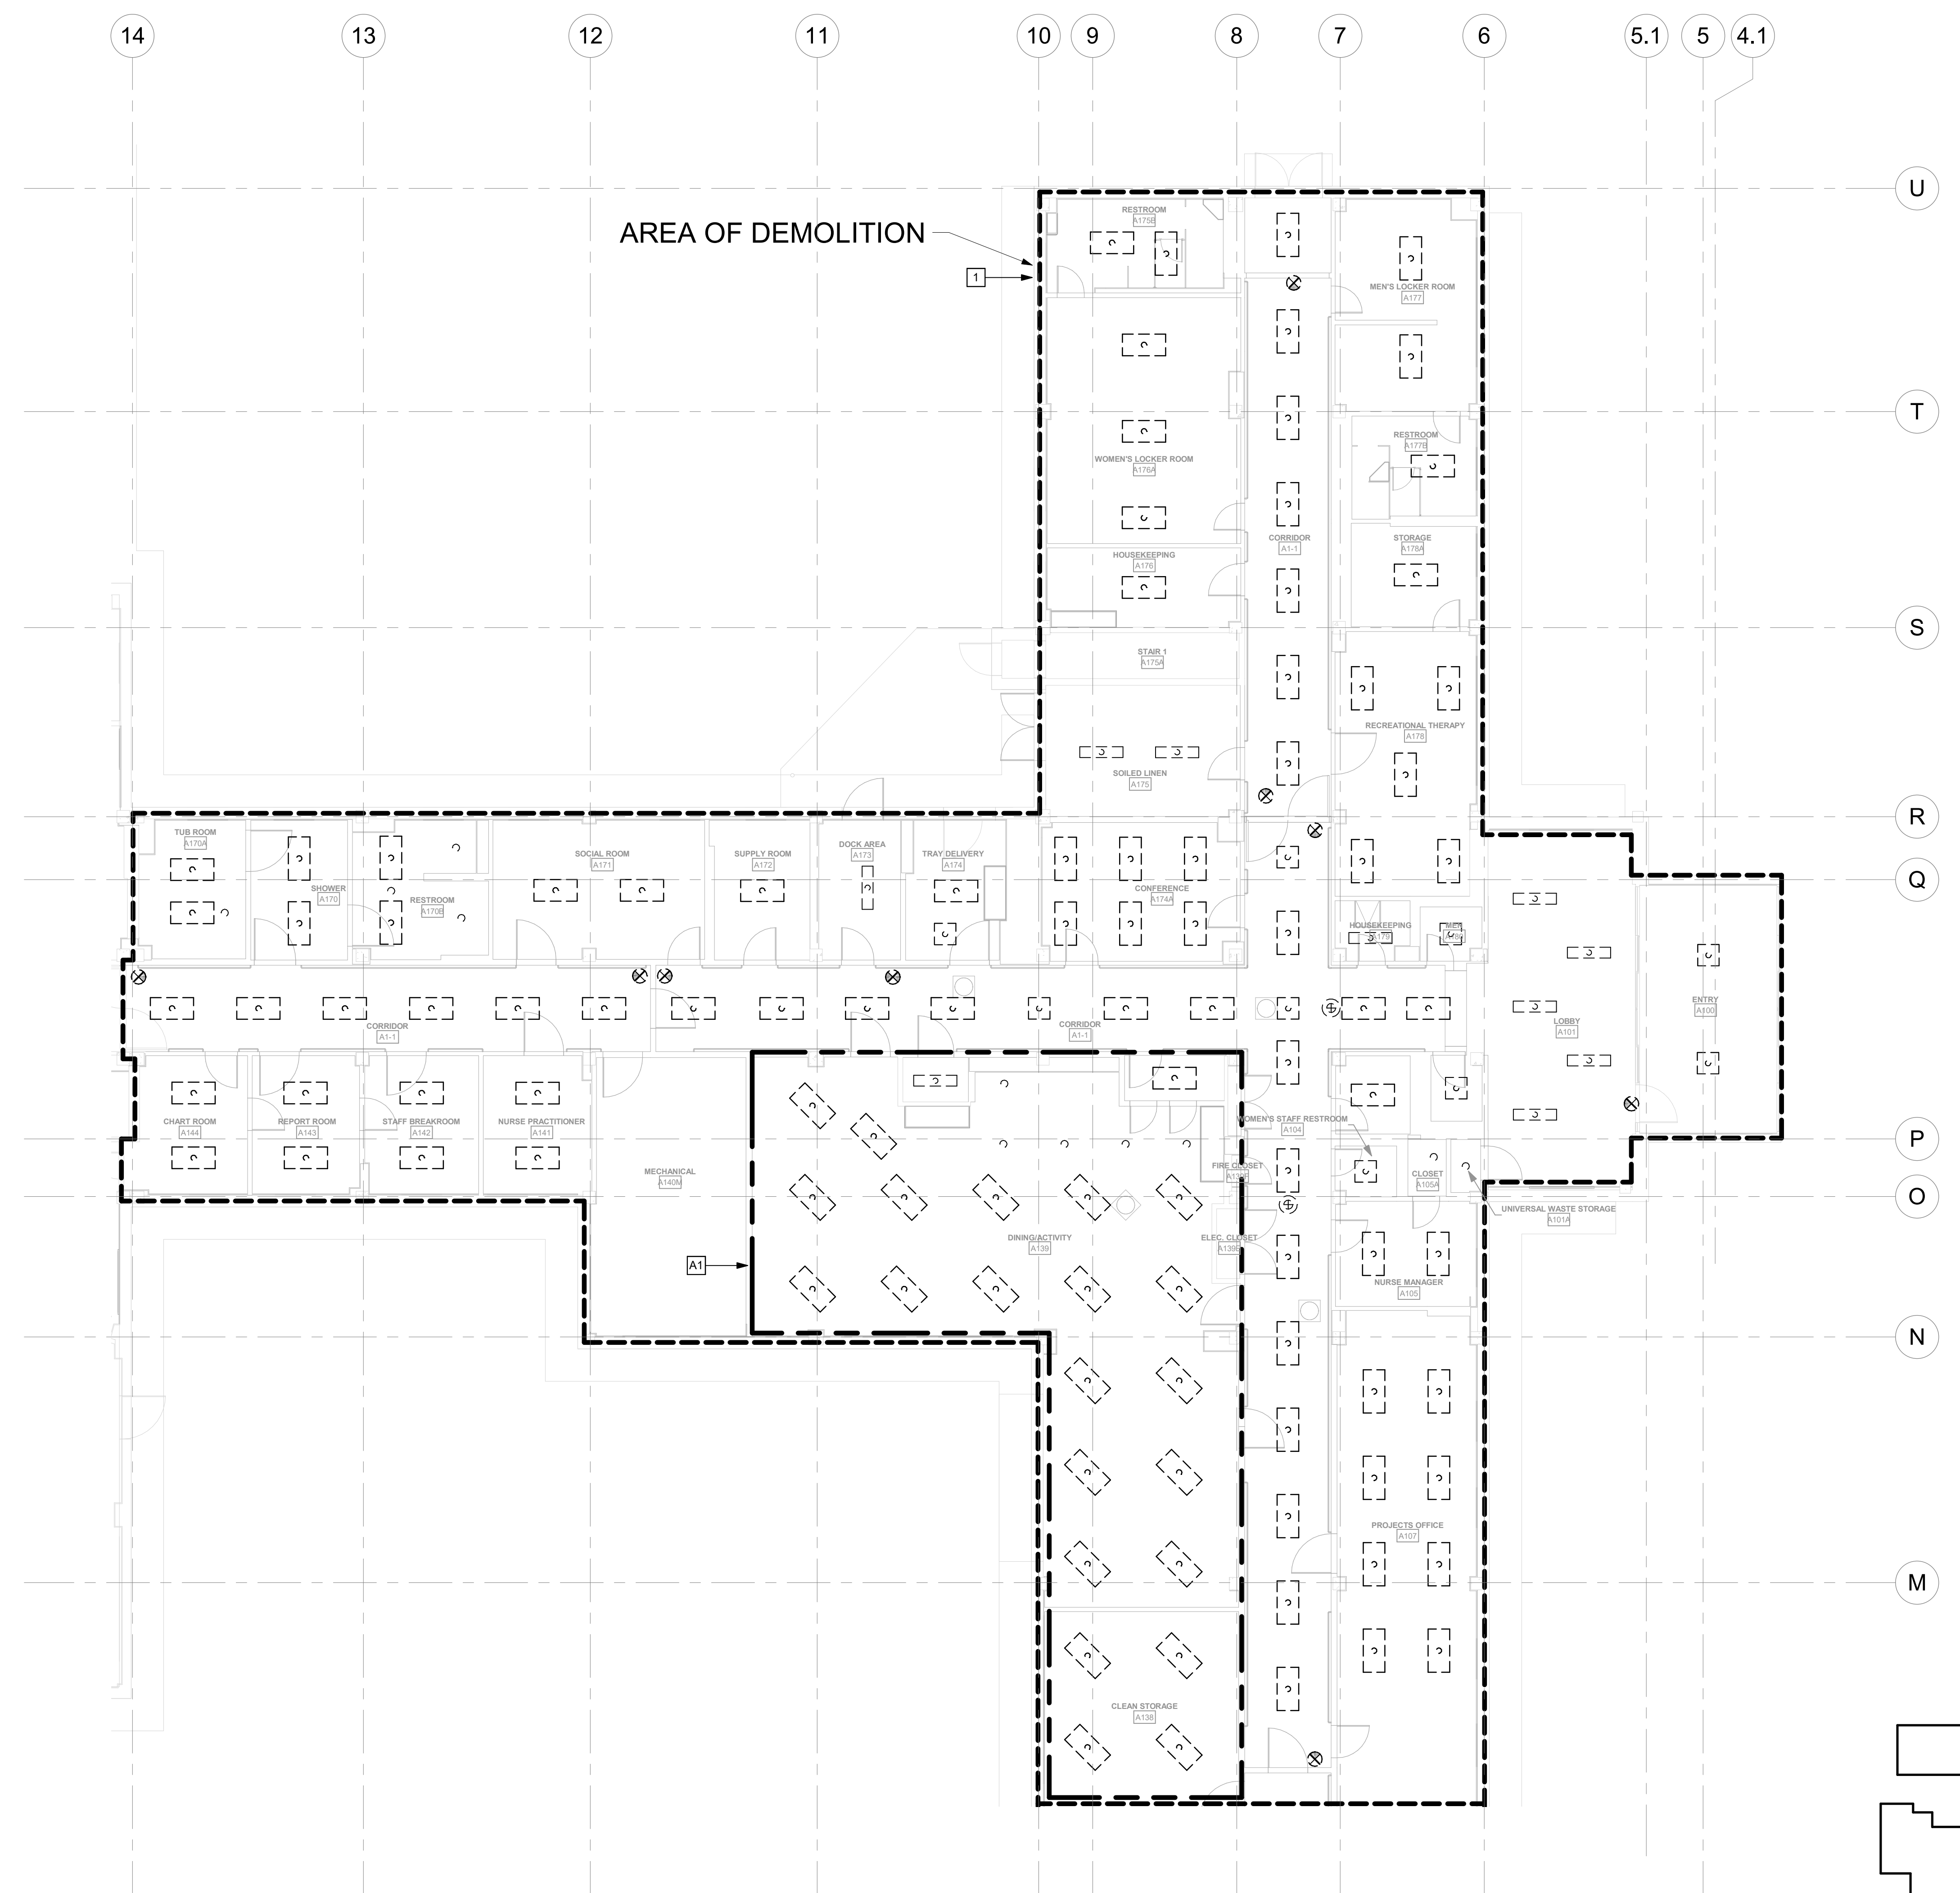 14 13 12 11 10 9 8 7 6 5.1 5 4.1
U
AREA OF DEMOLITION
1
RESTROOM
A175B
MEN'S LOCKER ROOM
A177
T
RESTROOM
A177B
WOMEN'S LOCKER ROOM
A176A
CORRIDOR
A1-1
STORAGE
A178A
HOUSEKEEPING
A176
S
STAIR 1
A175A
RECREATIONAL THERAPY
A178
SOILED LINEN
A175
R
TUB ROOM
A170A
SHOWER
A170
RESTROOM
A170B
SOCIAL ROOM
A171
SUPPLY ROOM
A172
DOCK AREA
A173
TRAY DELIVERY
A174
CONFERENCE
A174A
Q
HOUSEKEEPING
A179
MEN
ENTRY
A100
LOBBY
A101
CORRIDOR
A1-1
CORRIDOR
A1-1
CHART ROOM
A144
REPORT ROOM
A143
STAFF BREAKROOM
A142
NURSE PRACTITIONER
A141
WOMEN'S STAFF RESTROOM
A104
P
MECHANICAL
A140M
FIRE CLOSET
CLOSET
A105A
O
UNIVERSAL WASTE STORAGE
A101A
DINING/ACTIVITY
A139
ELEC. CLOSET
A139E
A1
NURSE MANAGER
A105
N
PROJECTS OFFICE
A107
M
CLEAN STORAGE
A138